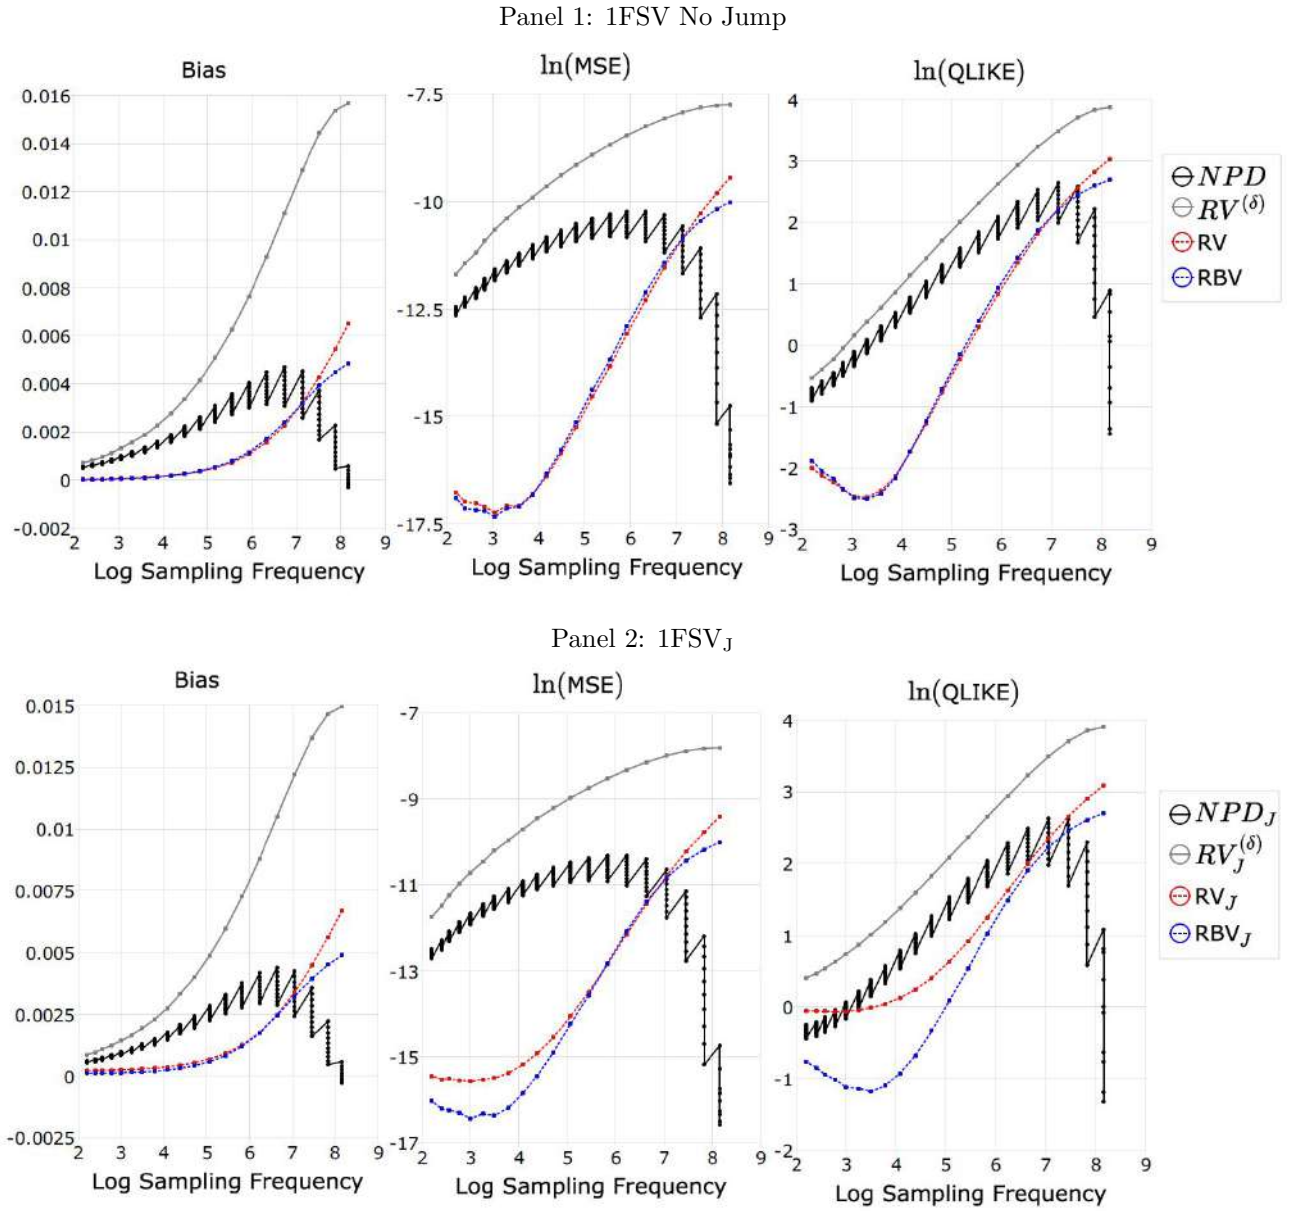 Panel 1: 1FSV No Jump
Bias
ln(MSE)
ln(QLIKE)
0.016
0.014
0.012
0.01
0.008
0.006
0.004
0.002
0
-0.002
2 3 4 5 6 7 8 9
Log Sampling Frequency
-7.5
-10
-12.5
-15
-17.5
2 3 4 5 6 7 8 9
Log Sampling Frequency
4
3
2
1
0
-1
-2
-3
2 3 4 5 6 7 8 9
Log Sampling Frequency
NPD
RV^(δ)
RV
RBV
Panel 2: 1FSV_J
Bias
ln(MSE)
ln(QLIKE)
0.015
0.0125
0.01
0.0075
0.005
0.0025
0
-0.0025
2 3 4 5 6 7 8 9
Log Sampling Frequency
-7
-9
-11
-13
-15
-17
2 3 4 5 6 7 8 9
Log Sampling Frequency
4
3
2
1
0
-1
-2
2 3 4 5 6 7 8 9
Log Sampling Frequency
NPD_J
RV_J^(δ)
RV_J
RBV_J